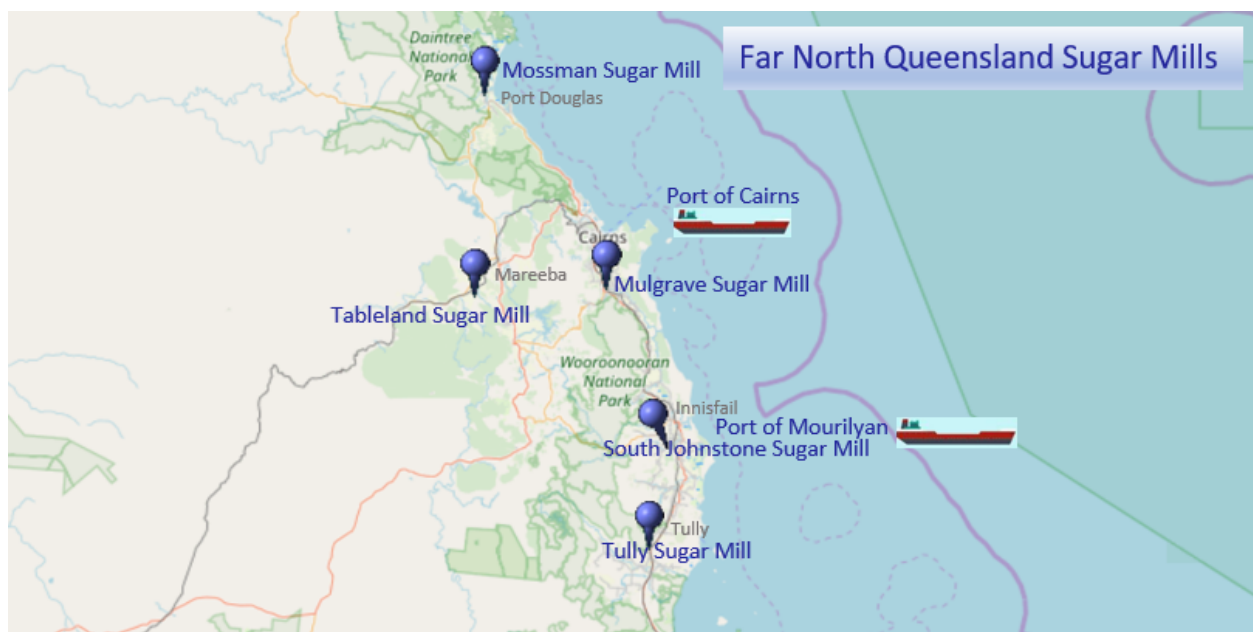 Far North Queensland Sugar Mills
Daintree
National
Park
Mossman Sugar Mill
Port Douglas
Port of Cairns
Cairns
Mareeba
Mulgrave Sugar Mill
Tableland Sugar Mill
Wooroonooran
National
Park
Innisfail
Port of Mourilyan
South Johnstone Sugar Mill
Tully
Tully Sugar Mill